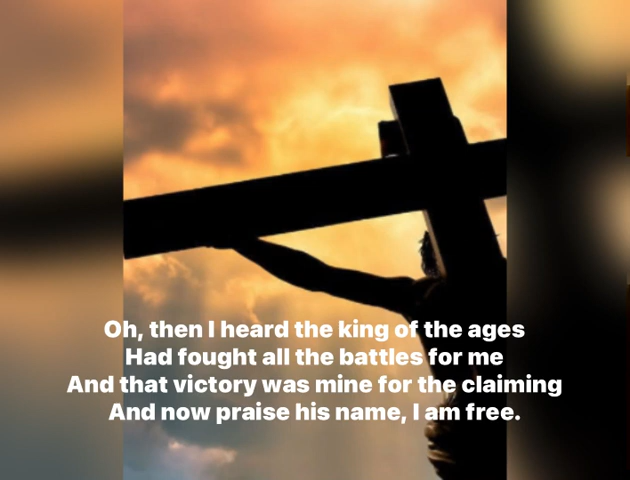 Oh, then I heard the king of the ages
Had fought all the battles for me
And that victory was mine for the claiming
And now praise his name, I am free.